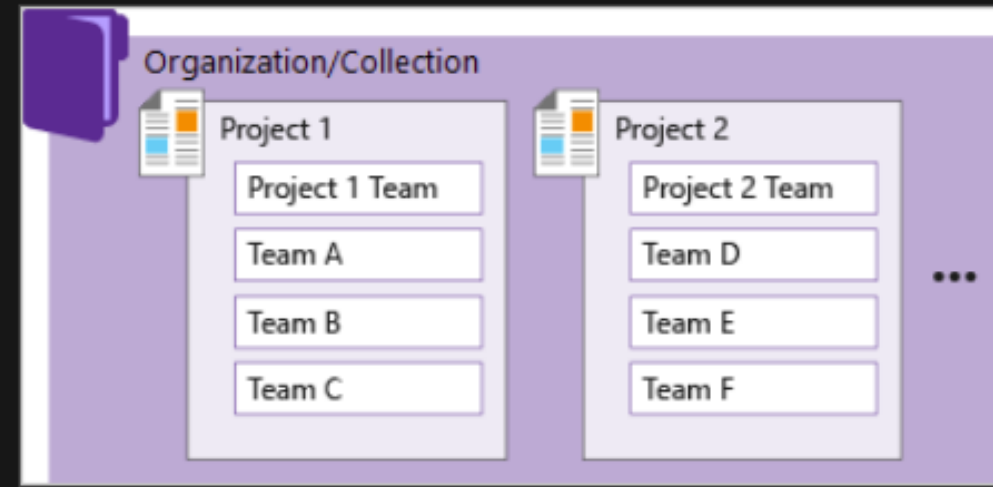 Organization/Collection
Project 1
Project 1 Team
Team A
Team B
Team C
Project 2
Project 2 Team
Team D
Team E
Team F
...